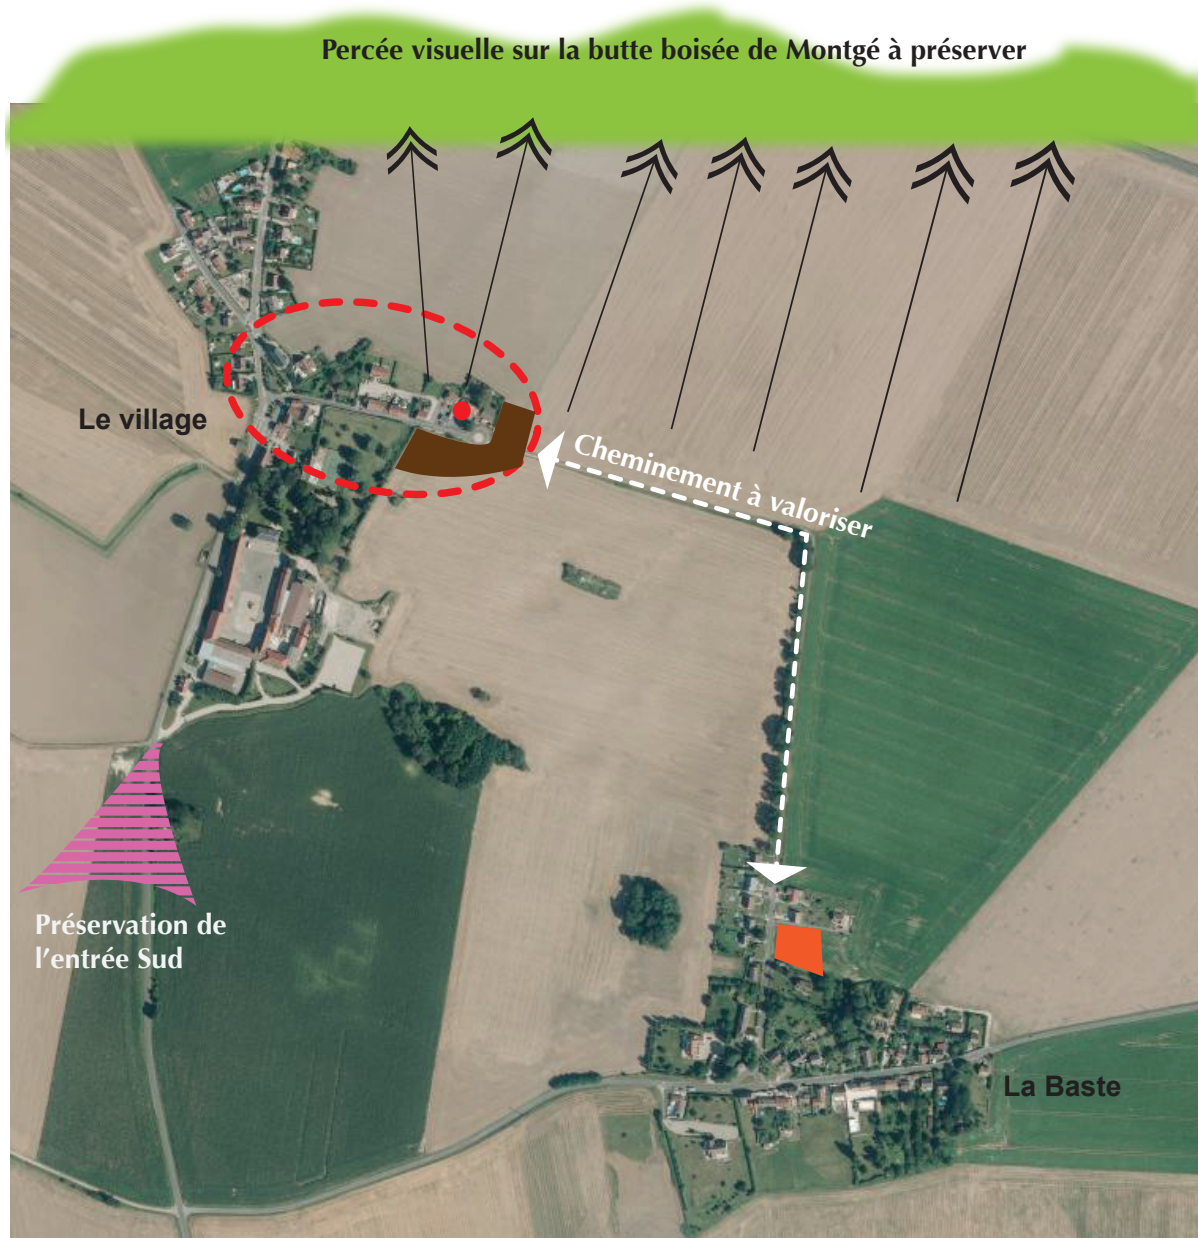 Percée visuelle sur la butte boisée de Montgé à préserver
Le village
Cheminement à valoriser
Préservation de
l'entrée Sud
La Baste